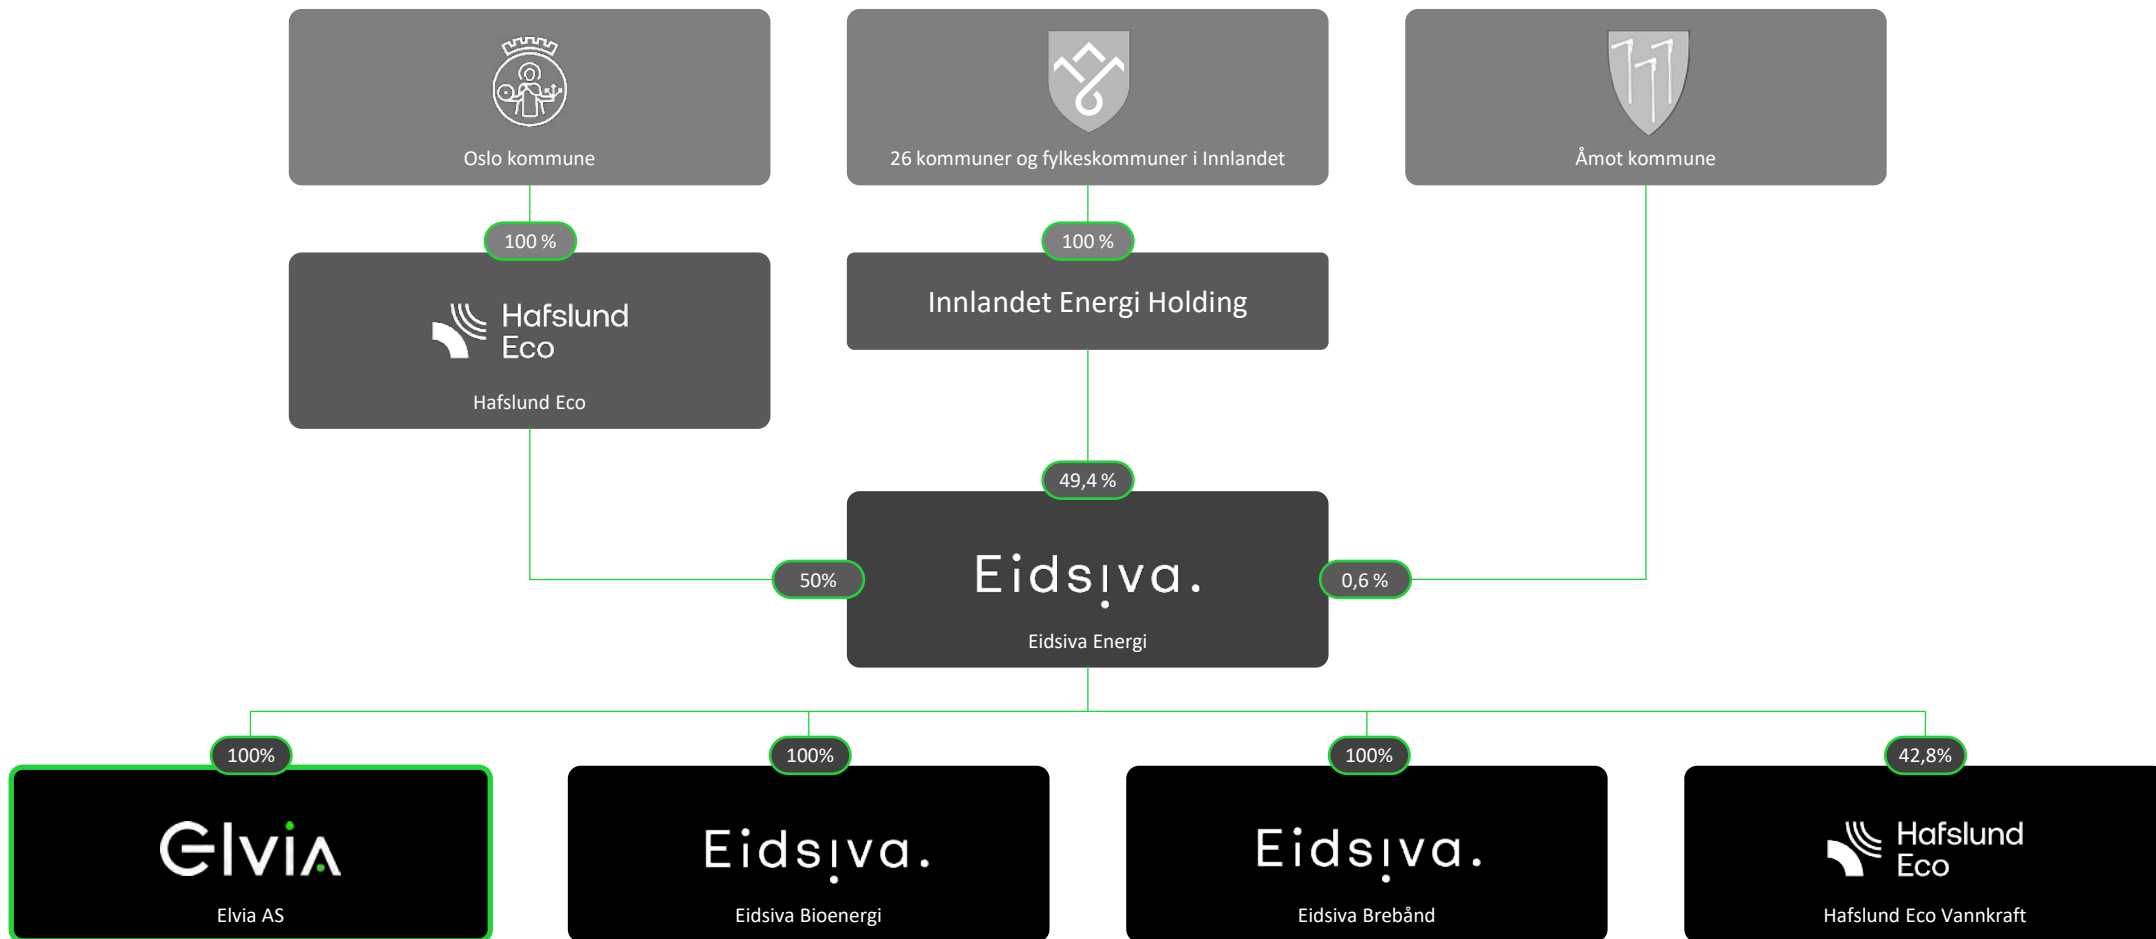 Oslo kommune
26 kommuner og fylkeskommuner i Innlandet
Åmot kommune
100 %
100 %
Hafslund
Eco
Hafslund Eco
Innlandet Energi Holding
49,4 %
50%
Eidsiva.
Eidsiva Energi
0,6 %
100%
100%
100%
42,8%
Elvia
Elvia AS
Eidsiva.
Eidsiva Bioenergi
Eidsiva.
Eidsiva Brebånd
Hafslund
Eco
Hafslund Eco Vannkraft